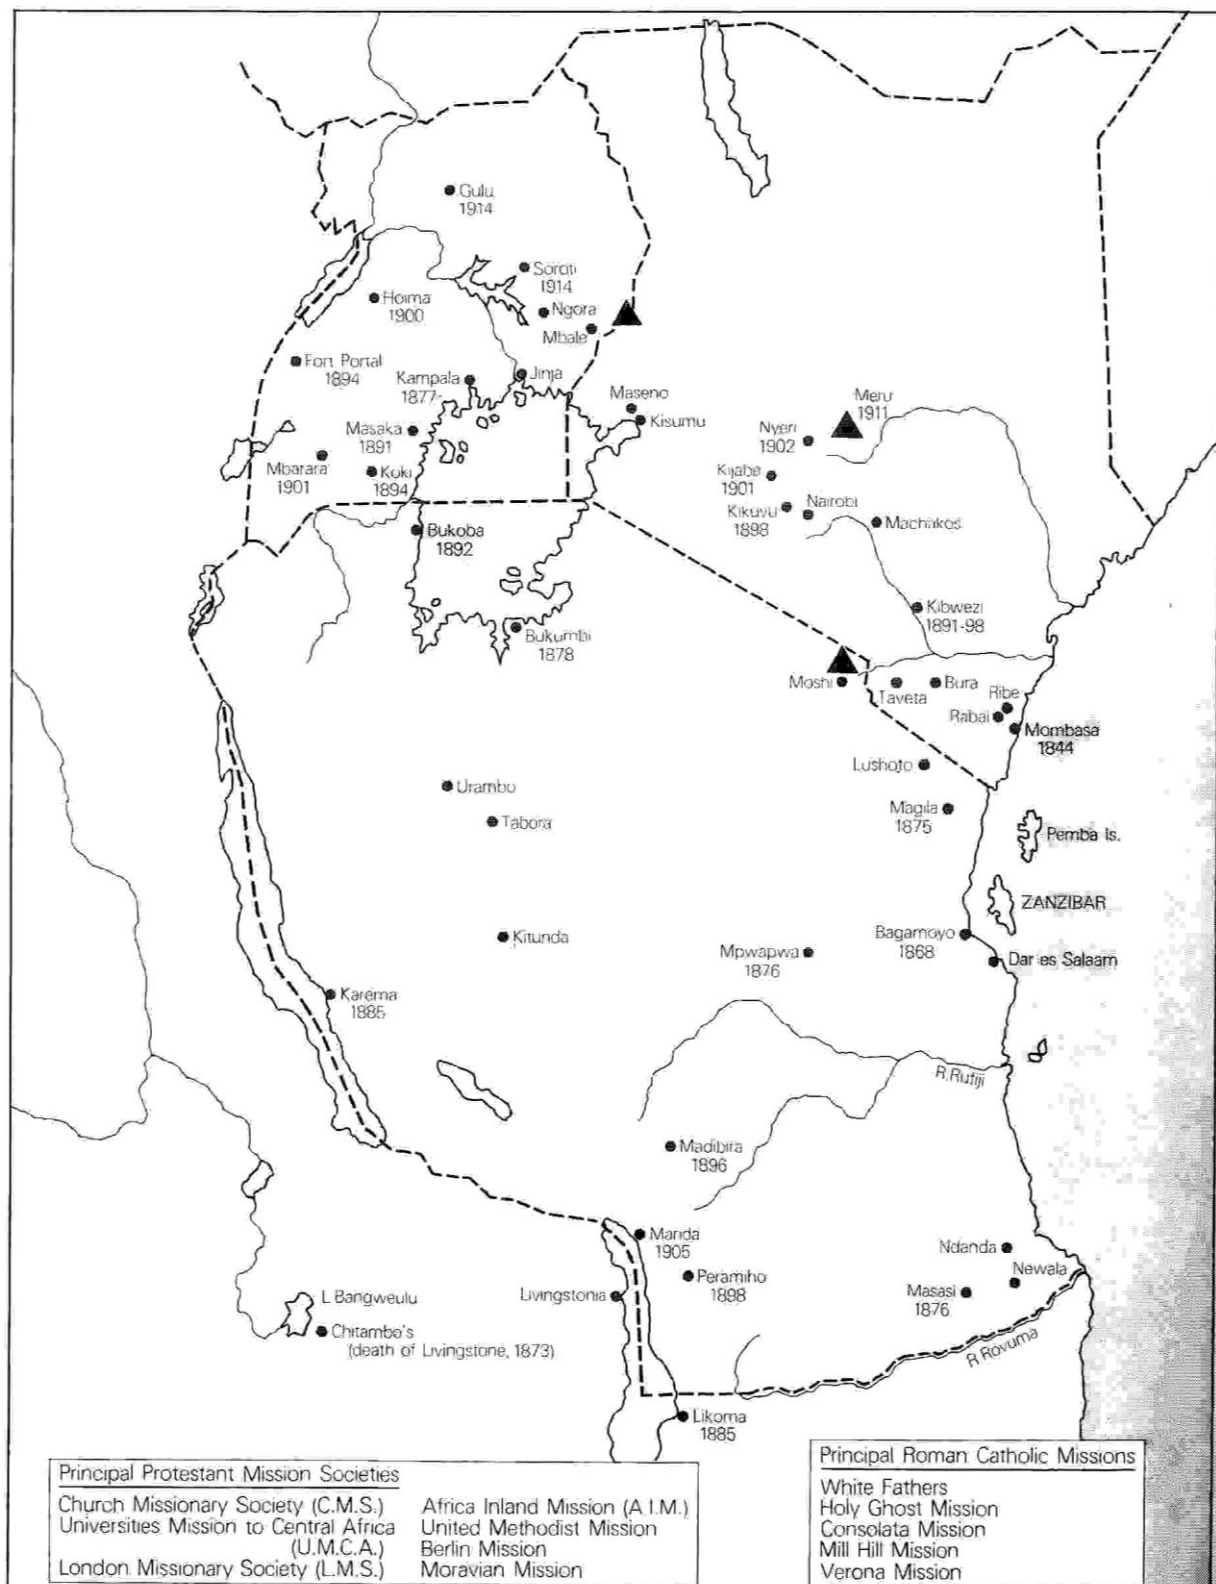 Gulu
1914
Soroti
1914
Hoima
1900
Ngora
Mbale
Fort Portal
1894
Kampala
1877-
Jinja
Maseno
Kisumu
Meru
1911
Nyeri
1902
Masaka
1891
Mbarara
1901
Koki
1894
Kijabe
1901
Kikuyu
1898
Nairobi
Machakos
Bukoba
1892
Kibwezi
1891-98
Bukumbi
1878
Moshi
Taveta
Bura
Ribe
Rabai
Mombasa
1844
Lushoto
Urambo
Magila
1875
Tabora
Pemba Is.
ZANZIBAR
Kitunda
Bagamoyo
1868
Mpwapwa
1876
Dar es Salaam
Karema
1885
R.Rufiji
Madibira
1896
Manda
1905
Ndanda
Peramiho
1898
Newala
Masasi
1876
Livingstonia
L Bangweulu
Chitambo's
(death of Livingstone, 1873)
R Rovuma
Likoma
1885
Principal Protestant Mission Societies
Church Missionary Society (C.M.S.)
Universities Mission to Central Africa
(U.M.C.A.)
London Missionary Society (L.M.S.)
Africa Inland Mission (A.I.M.)
United Methodist Mission
Berlin Mission
Moravian Mission
Principal Roman Catholic Missions
White Fathers
Holy Ghost Mission
Consolata Mission
Mill Hill Mission
Verona Mission